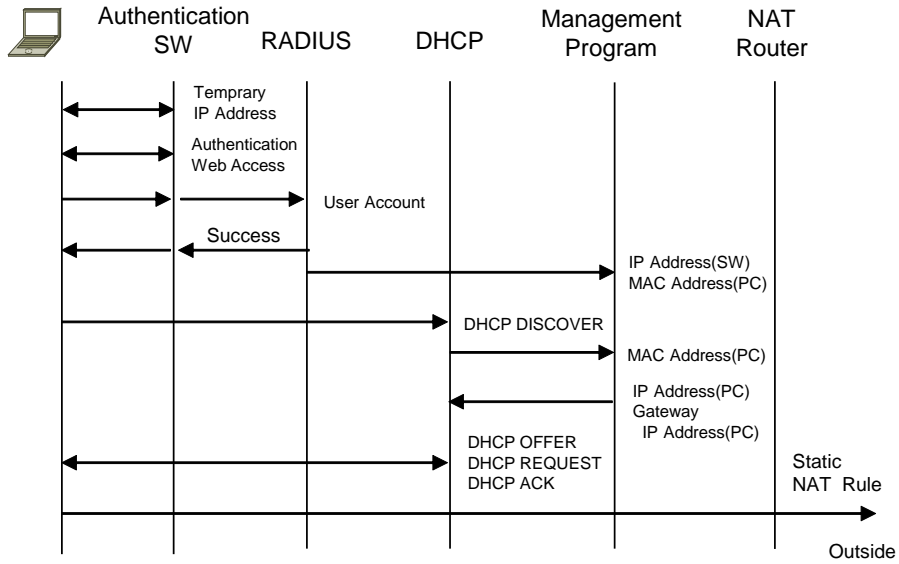 Authentication
SW
RADIUS
DHCP
Management
Program
NAT
Router
Temprary
IP Address
Authentication
Web Access
User Account
Success
IP Address(SW)
MAC Address(PC)
DHCP DISCOVER
MAC Address(PC)
IP Address(PC)
Gateway
IP Address(PC)
DHCP OFFER
DHCP REQUEST
DHCP ACK
Static
NAT Rule
Outside